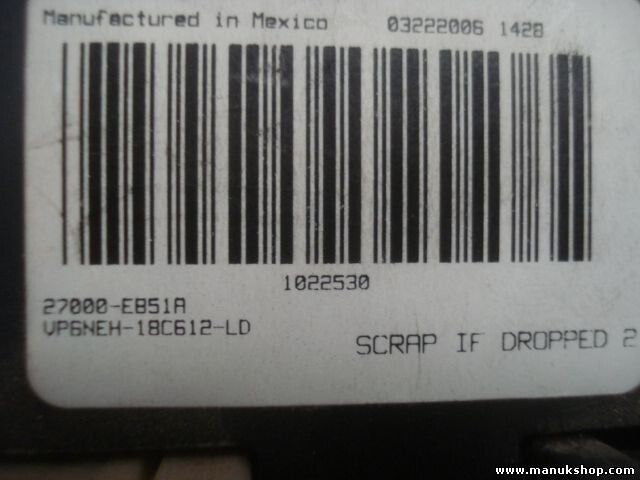 Manufactured in Mexico 03222006 1428
1022530
27000-EB51A
VP6NEH-18C612-LD
SCRAP IF DROPPED 2
www.manukshop.com